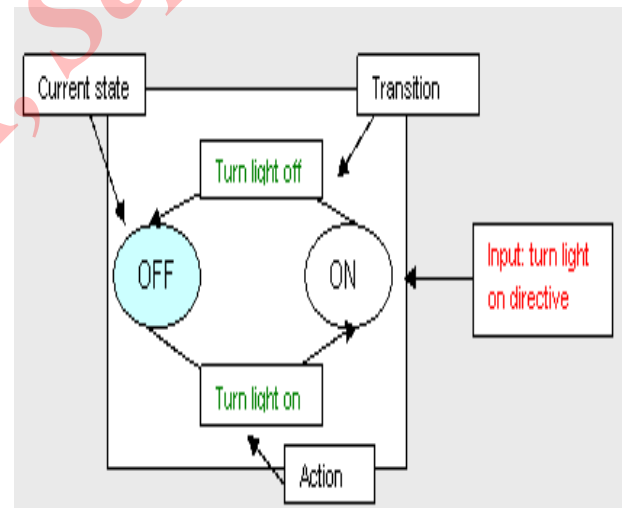 Current state
Transition
Turn light off
OFF
ON
Input: turn light
on directive
Turn light on
Action